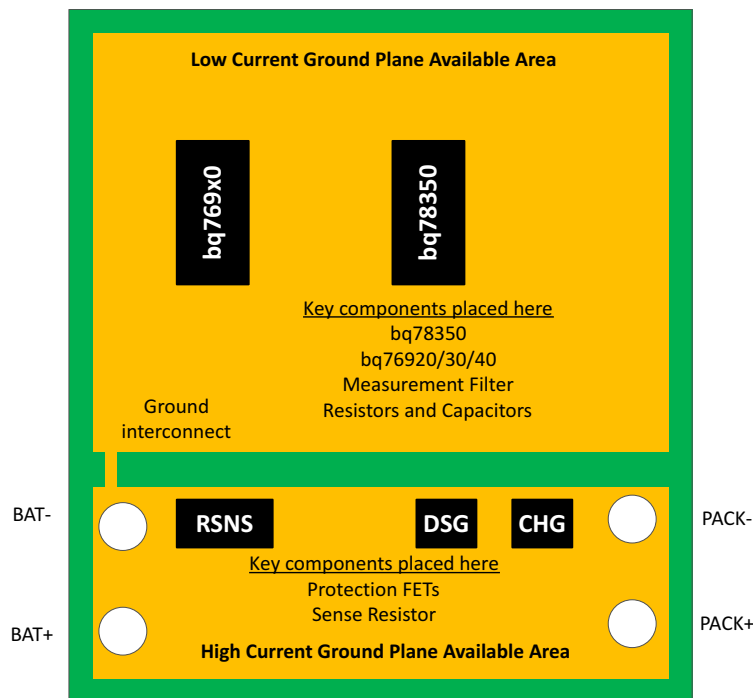 Low Current Ground Plane Available Area
bq769x0
bq78350
Key components placed here
bq78350
bq76920/30/40
Measurement Filter
Resistors and Capacitors
Ground
interconnect
BAT-
RSNS
DSG
CHG
PACK-
Key components placed here
Protection FETs
Sense Resistor
BAT+
PACK+
High Current Ground Plane Available Area